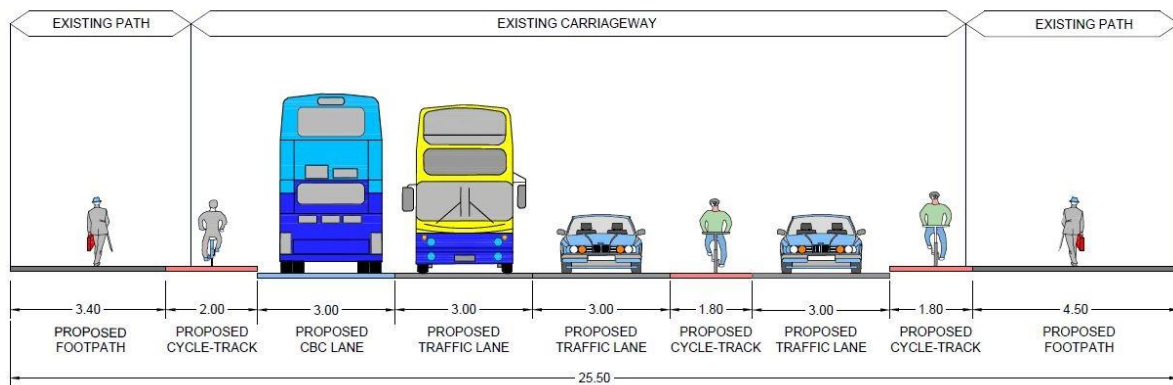 EXISTING PATH
EXISTING CARRIAGEWAY
EXISTING PATH
3.40
2.00
3.00
3.00
3.00
1.80
3.00
1.80
4.50
PROPOSED
FOOTPATH
PROPOSED
CYCLE-TRACK
PROPOSED
CBC LANE
PROPOSED
TRAFFIC LANE
PROPOSED
TRAFFIC LANE
PROPOSED
CYCLE-TRACK
PROPOSED
TRAFFIC LANE
PROPOSED
CYCLE-TRACK
PROPOSED
FOOTPATH
25.50